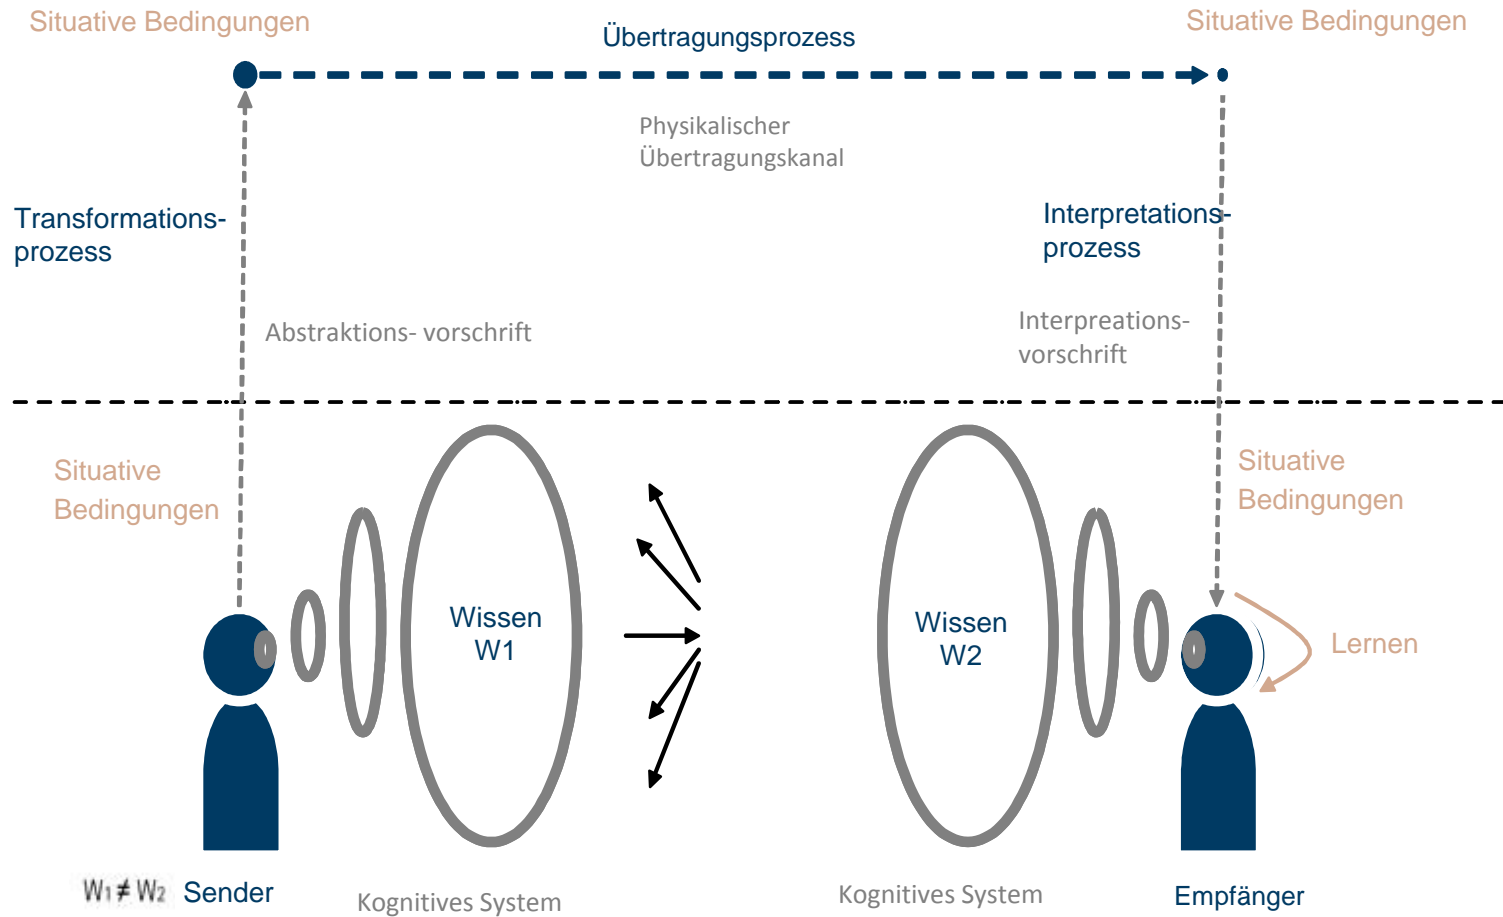 Situative Bedingungen
Übertragungsprozess
Situative Bedingungen
Physikalischer
Übertragungskanal
Transformations-
prozess
Interpretations-
prozess
Abstraktions- vorschrift
Interpreations-
vorschrift
Situative
Bedingungen
Situative
Bedingungen
Wissen
W1
Wissen
W2
Lernen
W1 ≠ W2
Sender
Kognitives System
Kognitives System
Empfänger